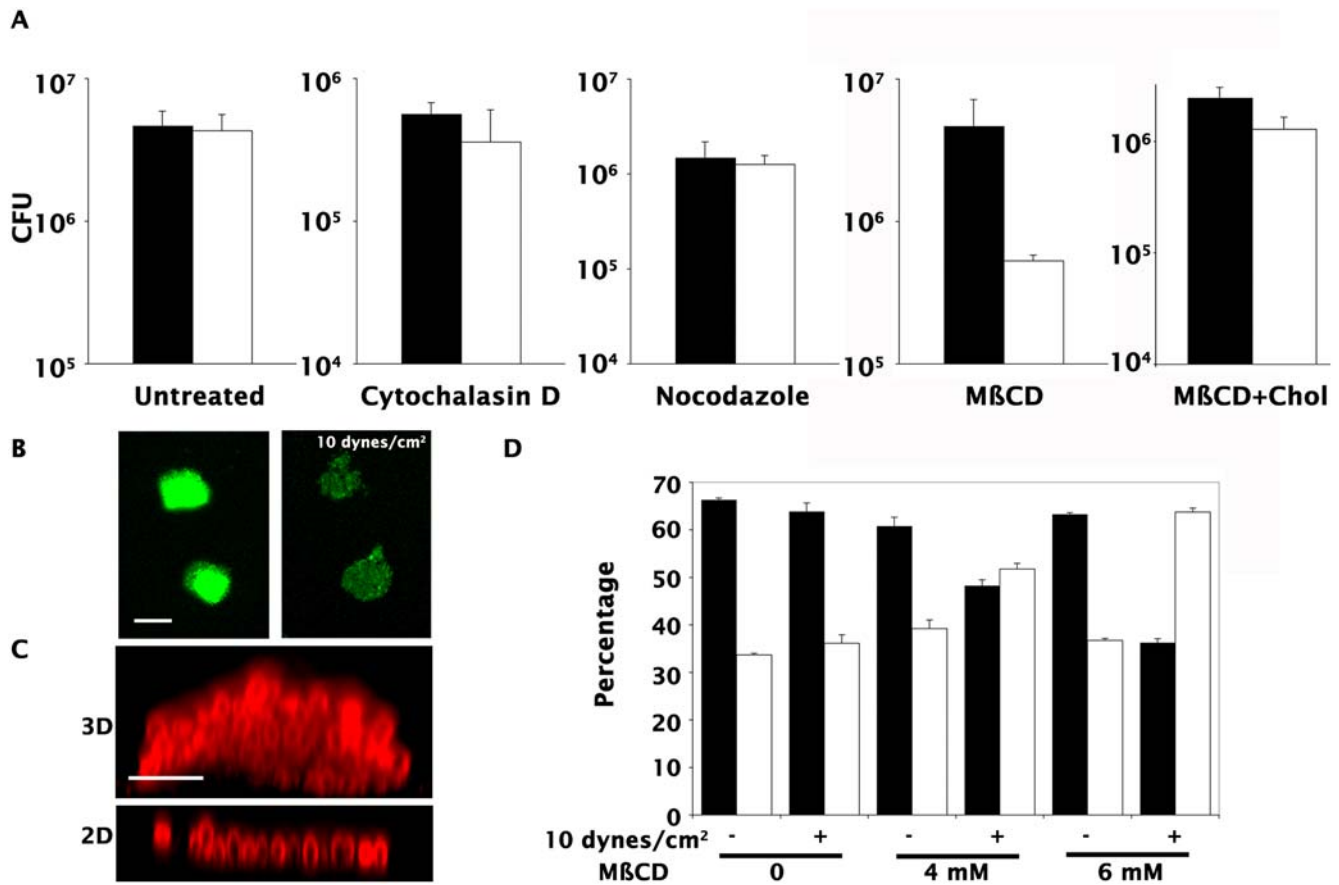 A
CFU
10⁷
10⁶
10⁵
Untreated
10⁶
10⁵
10⁴
Cytochalasin D
10⁷
10⁶
10⁵
10⁴
Nocodazole
10⁷
10⁶
10⁵
MßCD
10⁶
10⁵
10⁴
MßCD+Chol
B
10 dynes/cm²
C
3D
2D
D
Percentage
70
60
50
40
30
20
10
0
10 dynes/cm² - + - + - +
MßCD 0 4 mM 6 mM